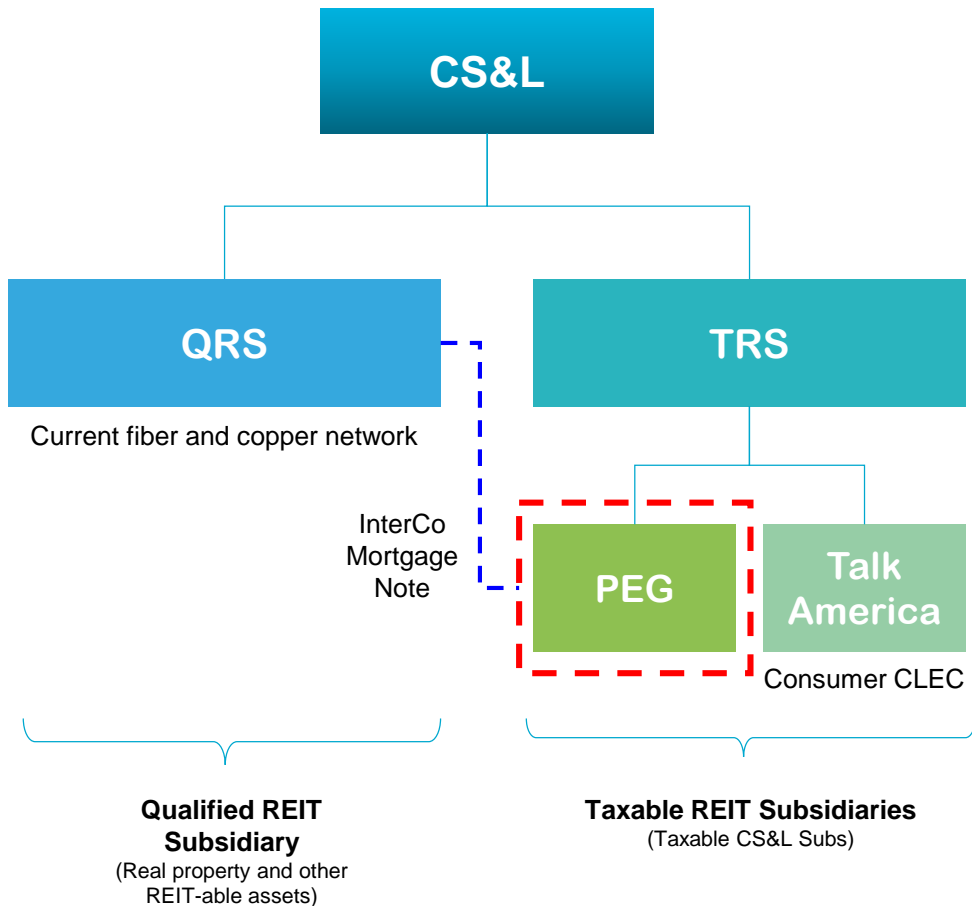 CS&L
QRS
TRS
Current fiber and copper network
InterCo
Mortgage
Note
PEG
Talk
America
Consumer CLEC
Qualified REIT
Subsidiary
(Real property and other
REIT-able assets)
Taxable REIT Subsidiaries
(Taxable CS&L Subs)